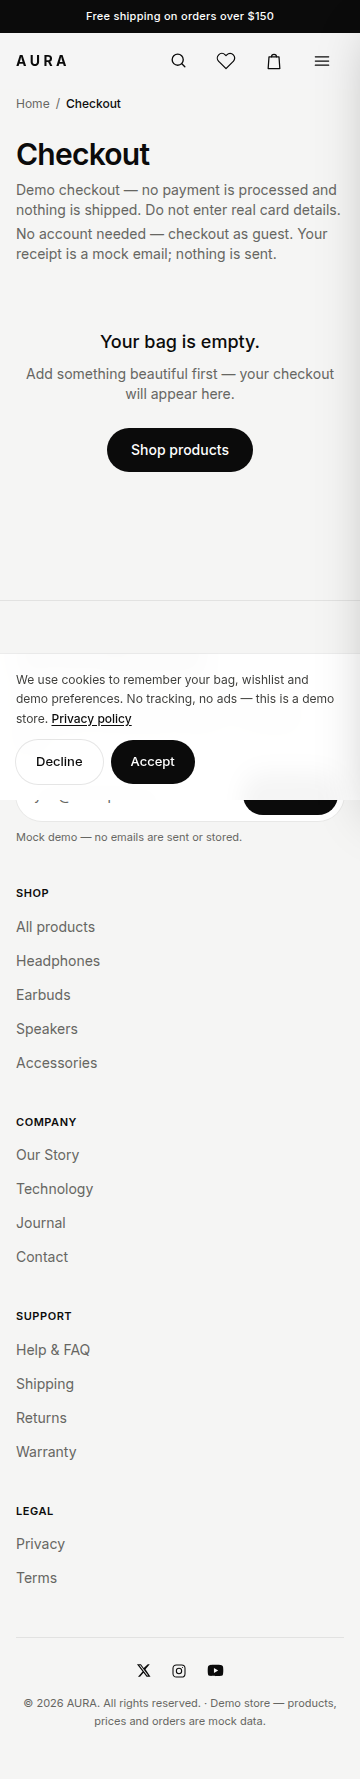 Free shipping on orders over $150
AURA
Home / Checkout
Checkout
Demo checkout — no payment is processed and
nothing is shipped. Do not enter real card details.
No account needed — checkout as guest. Your
receipt is a mock email; nothing is sent.
Your bag is empty.
Add something beautiful first — your checkout
will appear here.
Shop products
We use cookies to remember your bag, wishlist and
demo preferences. No tracking, no ads — this is a demo
store. Privacy policy
Decline
Accept
Mock demo — no emails are sent or stored.
SHOP
All products
Headphones
Earbuds
Speakers
Accessories
COMPANY
Our Story
Technology
Journal
Contact
SUPPORT
Help & FAQ
Shipping
Returns
Warranty
LEGAL
Privacy
Terms
© 2026 AURA. All rights reserved. · Demo store — products,
prices and orders are mock data.